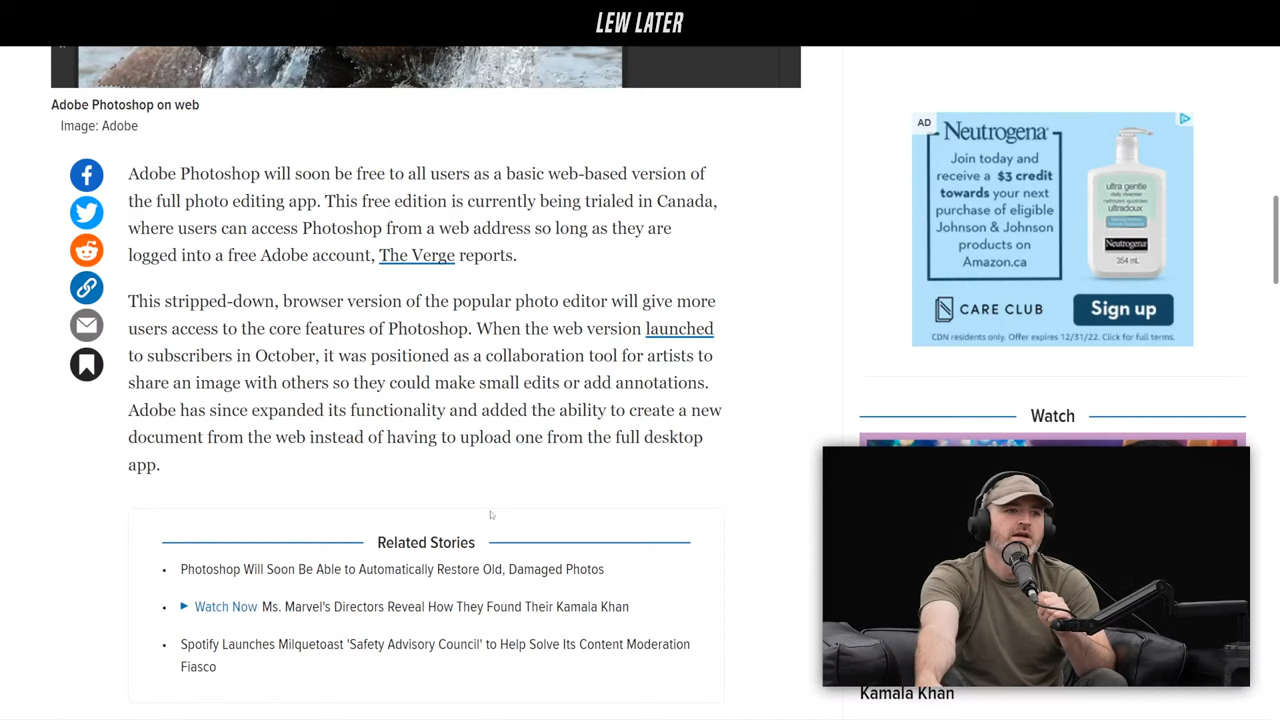 LEW LATER
Adobe Photoshop on web
Image: Adobe
Adobe Photoshop will soon be free to all users as a basic web-based version of
the full photo editing app. This free edition is currently being trialed in Canada,
where users can access Photoshop from a web address so long as they are
logged into a free Adobe account, The Verge reports.
This stripped-down, browser version of the popular photo editor will give more
users access to the core features of Photoshop. When the web version launched
to subscribers in October, it was positioned as a collaboration tool for artists to
share an image with others so they could make small edits or add annotations.
Adobe has since expanded its functionality and added the ability to create a new
document from the web instead of having to upload one from the full desktop
app.
Related Stories
• Photoshop Will Soon Be Able to Automatically Restore Old, Damaged Photos
• Watch Now Ms. Marvel's Directors Reveal How They Found Their Kamala Khan
• Spotify Launches Milquetoast 'Safety Advisory Council' to Help Solve Its Content Moderation
Fiasco
AD
Neutrogena
Join today and
receive a $3 credit
towards your next
purchase of eligible
Johnson & Johnson
products on
Amazon.ca
ultra gentle
daily cleanser
nettoyant quotidien
ultradoux
Neutrogena
354 mL
CARE CLUB
Sign up
CDN residents only. Offer expires 12/31/22. Click for full terms.
Watch
Kamala Khan